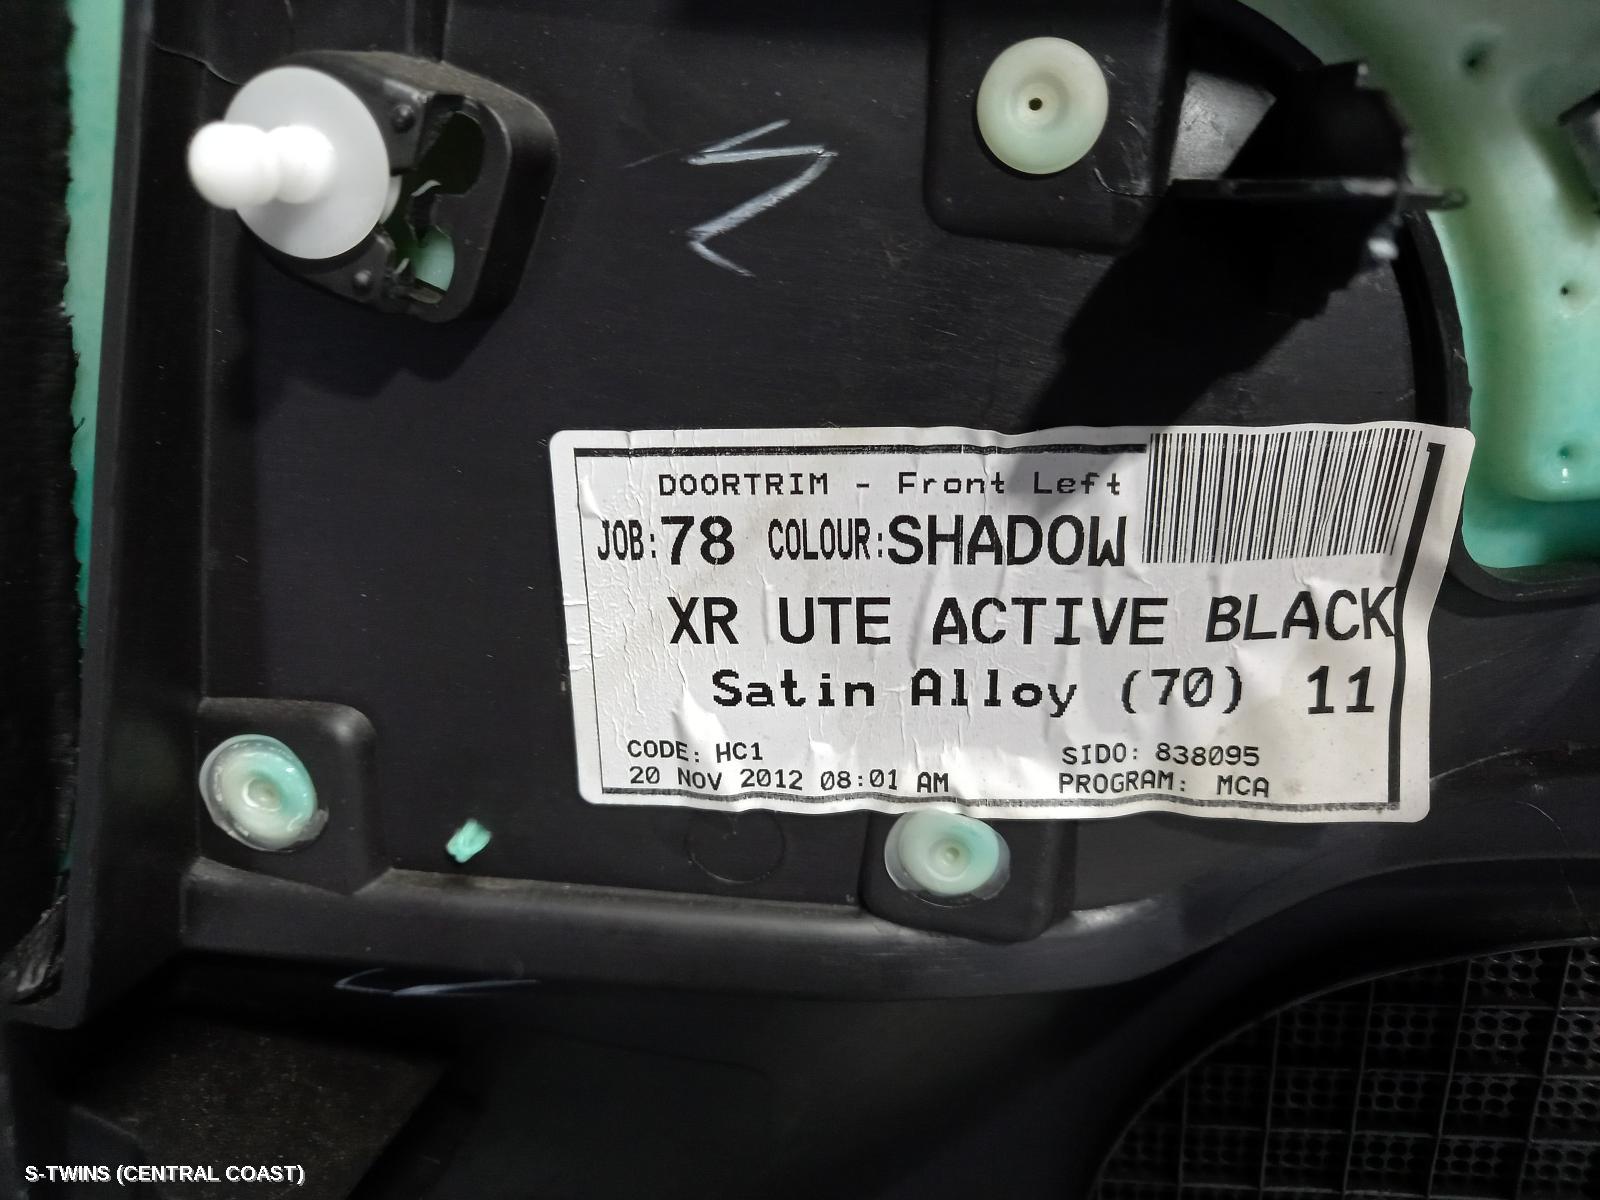 DOORTRIM - Front Left
JOB:78 COLOUR:SHADOW
XR UTE ACTIVE BLACK
Satin Alloy (70) 11
CODE: HC1 SIDO: 838095
20 NOV 2012 08:01 AM PROGRAM: MCA
S-TWINS (CENTRAL COAST)